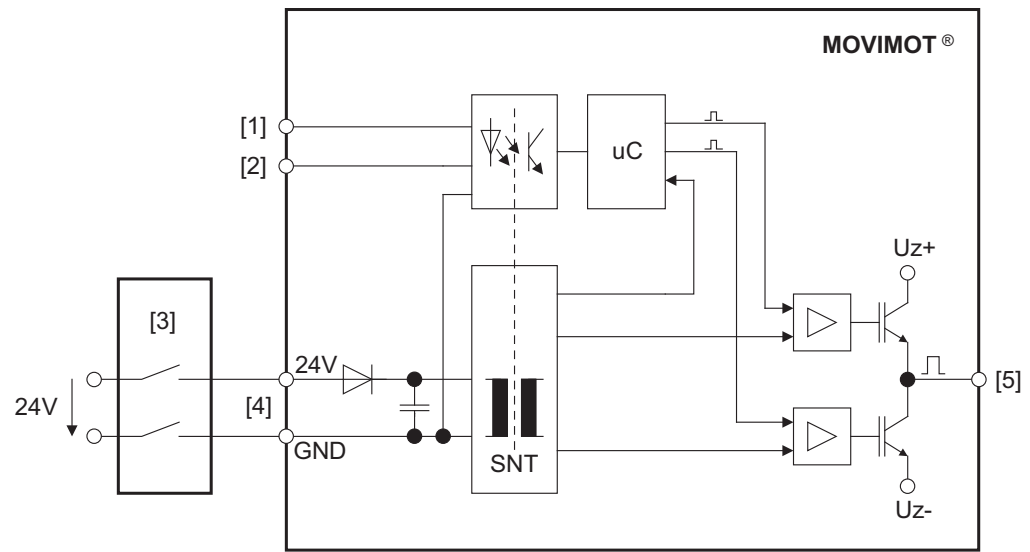 MOVIMOT ®
[1]
[2]
uC
Uz+
[3]
24V
[4]
24V
GND
SNT
[5]
Uz-